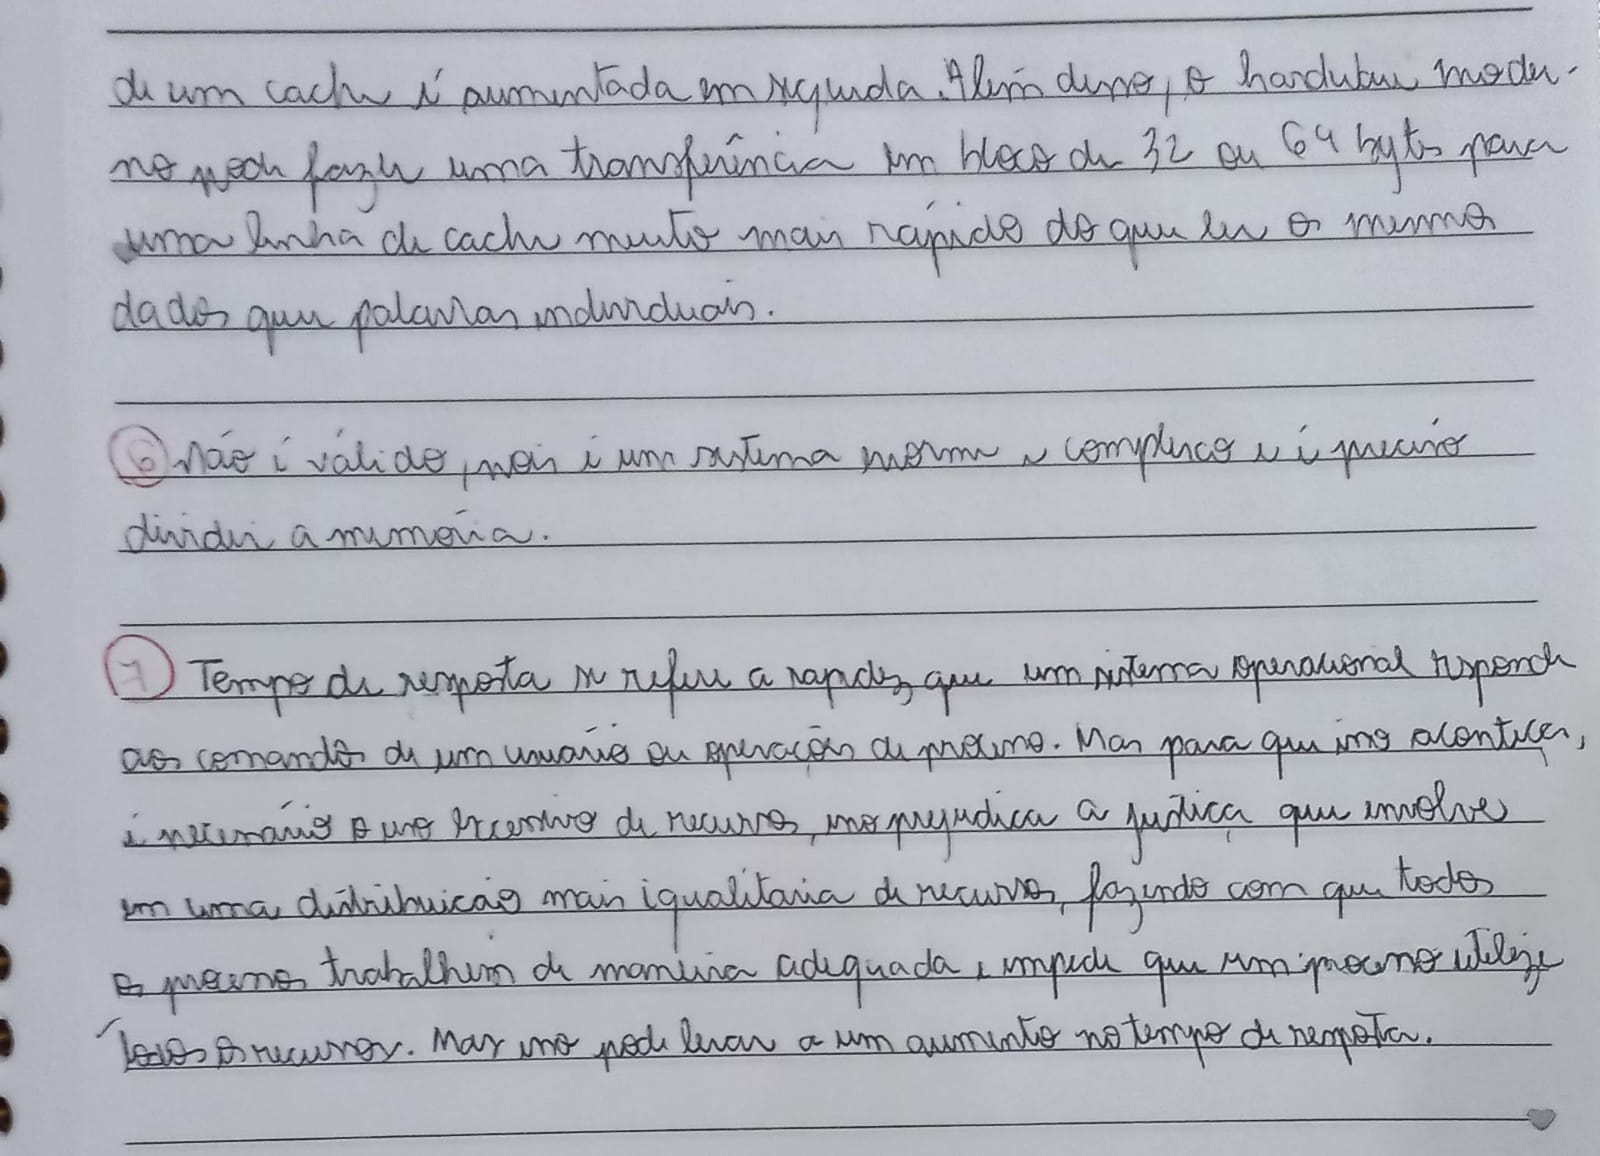 de um cache é aumentada em seguida. Além disso, o hardware moder-
no pode fazer uma transferência em bloco de 32 ou 64 bytes para
uma linha de cache muito mais rápido do que ler os mesmos
dados que palavras individuais.
6 Não é válido, pois é um sistema enorme e complexo e é preciso
dividir a memória.
7 Tempo de resposta se refere a rapidez que um sistema operacional responde
aos comandos de um usuário ou operações de processo. Mas para que isso aconteça,
é necessário o uso excessivo de recursos, isso prejudica a justiça que envolve
em uma distribuição mais igualitaria de recursos, fazendo com que todos
os processos trabalhem de maneira adequada e impede que um processo utilize
todos os recursos. Mas isso pode levar a um aumento no tempo de resposta.